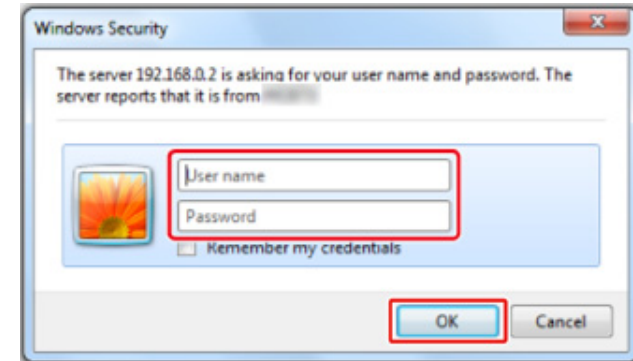 Windows Security
The server 192.168.0.2 is asking for your user name and password. The
server reports that it is from
User name
Password
Remember my credentials
OK
Cancel